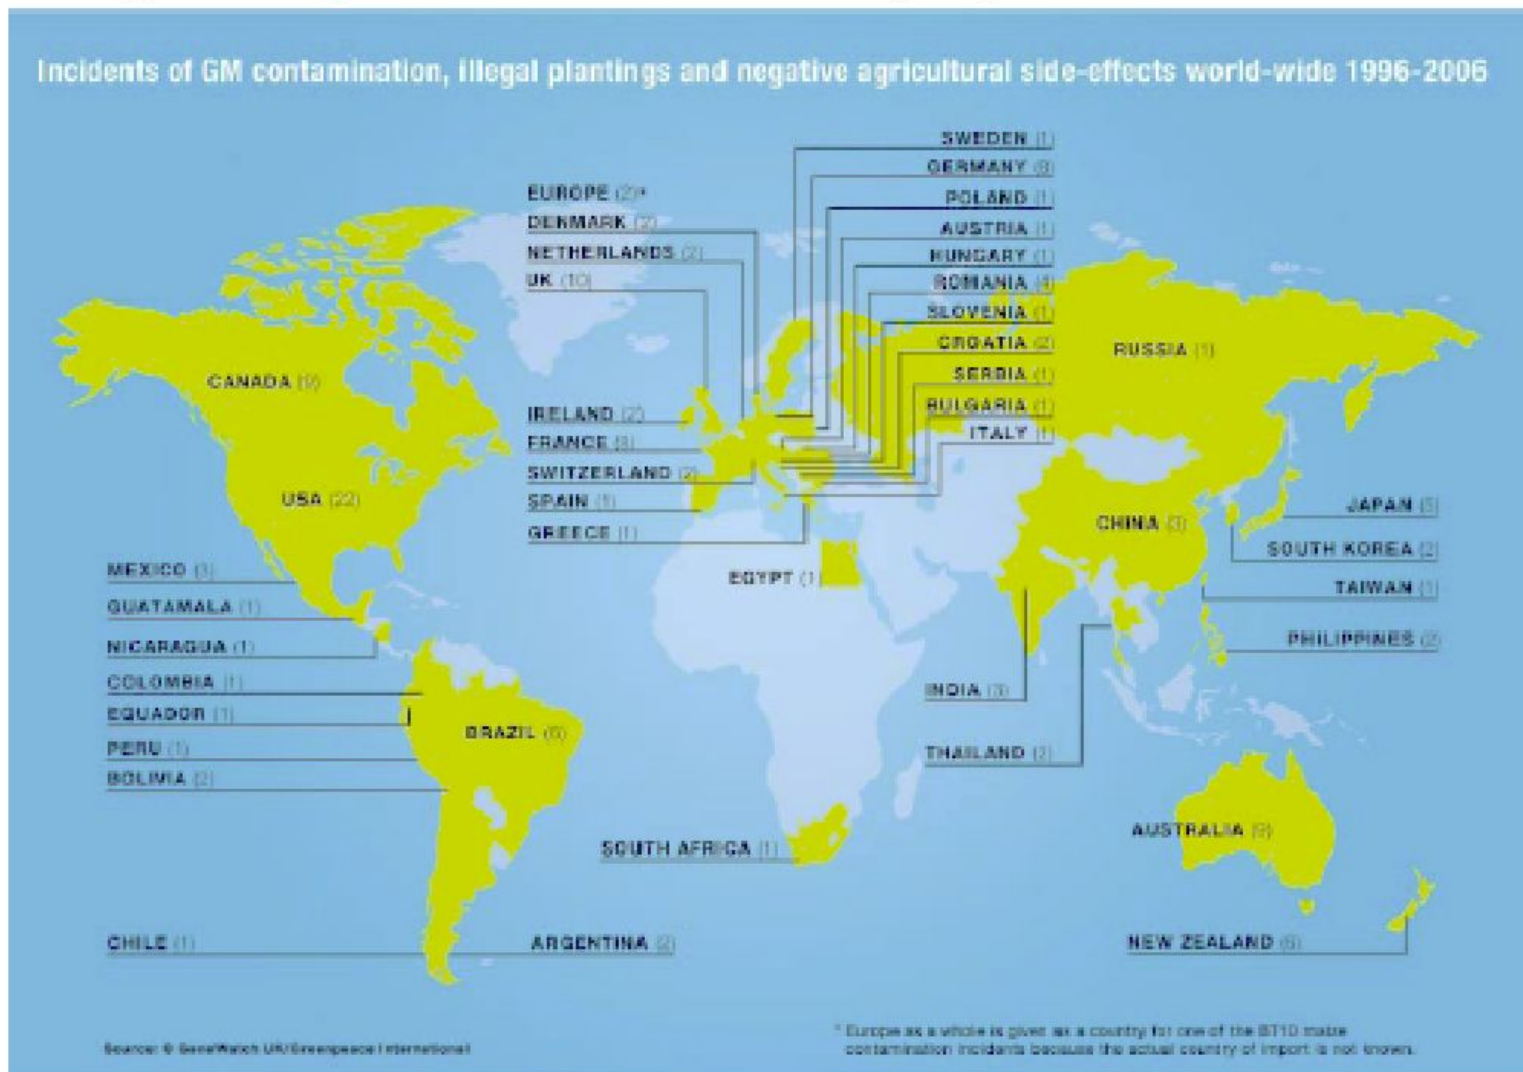 Incidents of GM contamination, illegal plantings and negative agricultural side-effects world-wide 1996-2006
SWEDEN (1)
GERMANY
POLAND (1)
AUSTRIA (1)
HUNGARY (1)
ROMANIA (4)
SLOVENIA (1)
CROATIA (2)
SERBIA (1)
BULGARIA (1)
ITALY (1)
EUROPE (2)*
DENMARK
NETHERLANDS (2)
UK (10)
IRELAND (2)
FRANCE
SWITZERLAND (2)
SPAIN (1)
GREECE (1)
CANADA (9)
USA (22)
RUSSIA (1)
CHINA (3)
JAPAN (5)
SOUTH KOREA (2)
TAIWAN (1)
PHILIPPINES (2)
EGYPT (1)
MEXICO (3)
GUATAMALA (1)
NICARAGUA (1)
COLOMBIA (1)
EQUADOR (1)
PERU (1)
BOLIVIA (2)
BRAZIL
INDIA (3)
THAILAND (2)
AUSTRALIA (9)
SOUTH AFRICA (1)
CHILE (1)
ARGENTINA (2)
NEW ZEALAND
Source: © GeneWatch UK/Greenpeace International
* Europe as a whole is given as a country for one of the BT10 maize
contamination incidents because the actual country of import is not known.